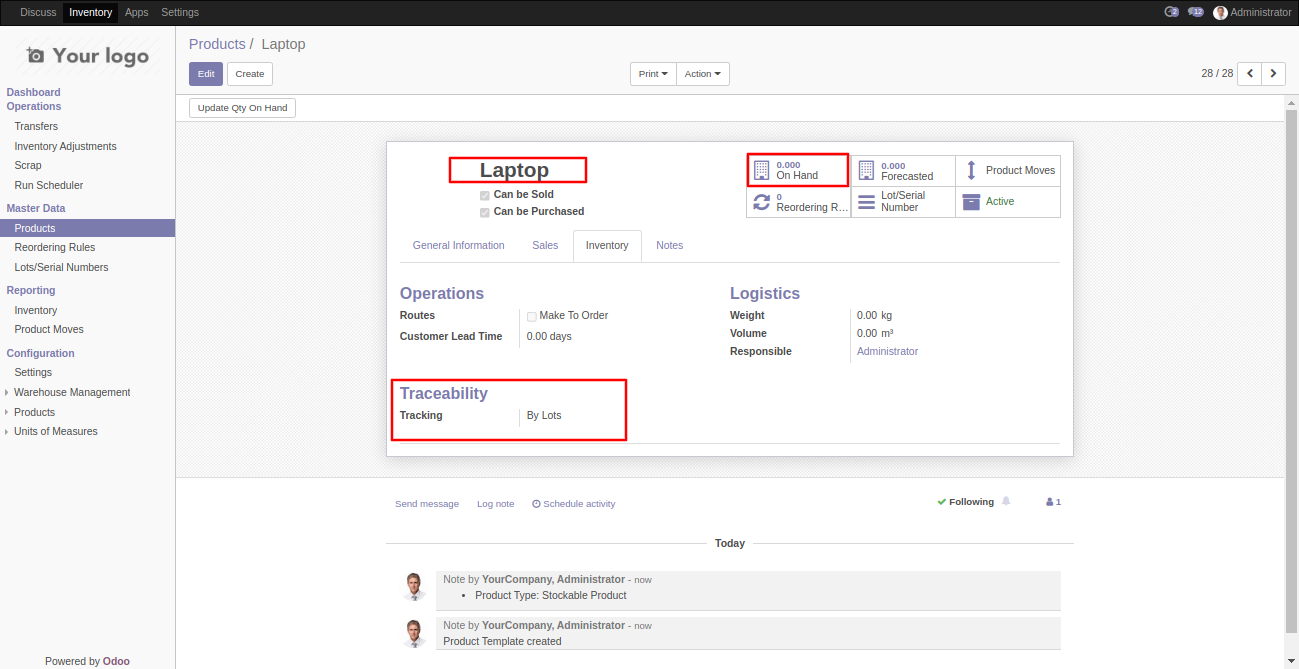 Discuss Inventory Apps Settings 2 12 Administrator
Your logo
Products / Laptop
Edit Create Print Action 28 / 28
Update Qty On Hand
Dashboard
Operations
Transfers
Inventory Adjustments
Scrap
Run Scheduler
Master Data
Products
Reordering Rules
Lots/Serial Numbers
Reporting
Inventory
Product Moves
Configuration
Settings
Warehouse Management
Products
Units of Measures
Powered by Odoo
Laptop
Can be Sold
Can be Purchased
0.000
On Hand
0.000
Forecasted
Product Moves
0
Reordering R...
Lot/Serial
Number
Active
General Information Sales Inventory Notes
Operations
Routes Make To Order
Customer Lead Time 0.00 days
Logistics
Weight 0.00 kg
Volume 0.00 m³
Responsible Administrator
Traceability
Tracking By Lots
Send message Log note Schedule activity Following 1
Today
Note by YourCompany, Administrator - now
• Product Type: Stockable Product
Note by YourCompany, Administrator - now
Product Template created